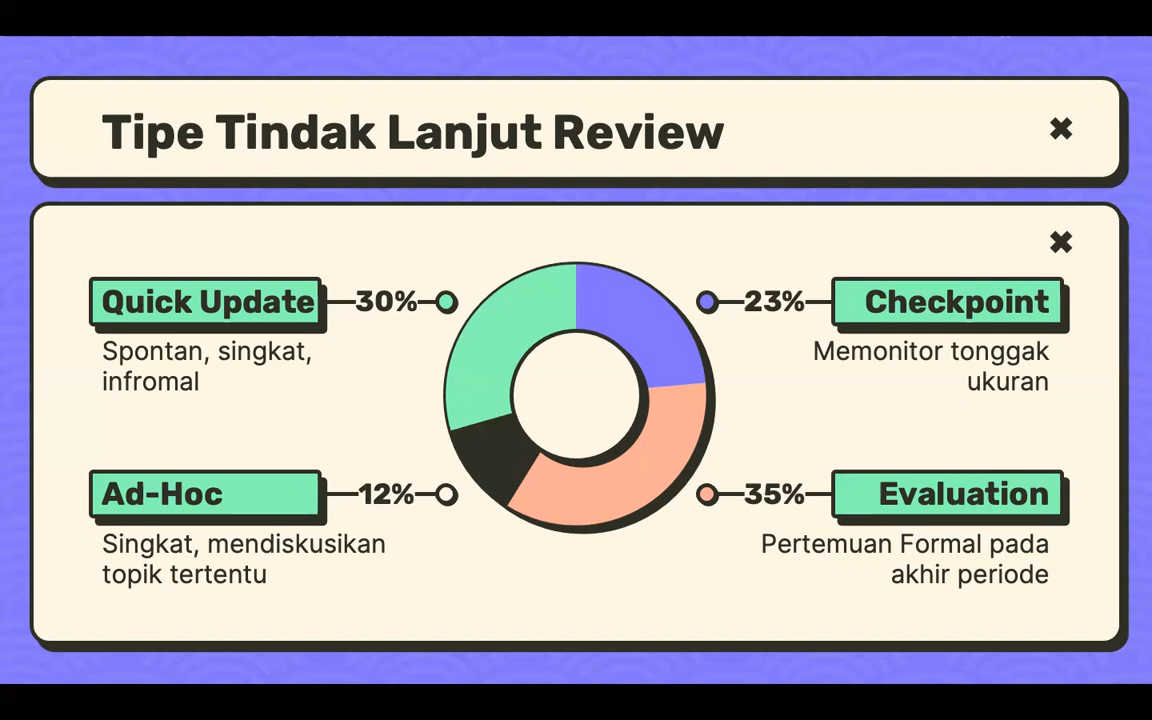 Tipe Tindak Lanjut Review
Quick Update
30%
Spontan, singkat,
infromal
23%
Checkpoint
Memonitor tonggak
ukuran
Ad-Hoc
12%
Singkat, mendiskusikan
topik tertentu
35%
Evaluation
Pertemuan Formal pada
akhir periode